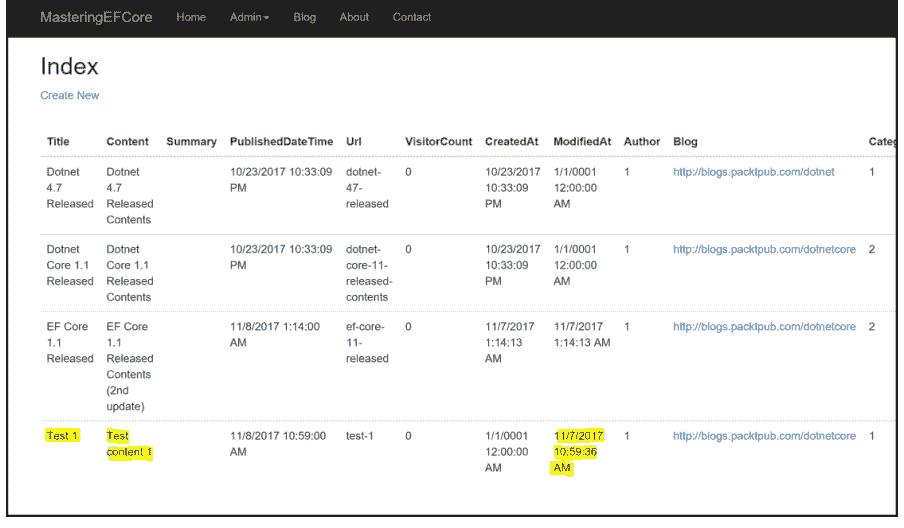 MasteringEFCore Home Admin Blog About Contact
Index
Create New
Title Content Summary PublishedDateTime Url VisitorCount CreatedAt ModifiedAt Author Blog Categ
Dotnet Dotnet 10/23/2017 10:33:09 dotnet- 0 10/23/2017 1/1/0001 1 http://blogs.packtpub.com/dotnet 1
4.7 4.7 PM 47- 10:33:09 12:00:00
Released Released released PM AM
Contents
Dotnet Dotnet 10/23/2017 10:33:09 dotnet- 0 10/23/2017 1/1/0001 1 http://blogs.packtpub.com/dotnetcore 2
Core 1.1 Core 1.1 PM core-11- 10:33:09 12:00:00
Released Released released- PM AM
Contents contents
EF Core EF Core 11/8/2017 1:14:00 ef-core- 0 11/7/2017 11/7/2017 1 http://blogs.packtpub.com/dotnetcore 2
1.1 1.1 AM 11- 1:14:13 1:14:13 AM
Released Released released AM
Contents
(2nd
update)
Test 1 Test 11/8/2017 10:59:00 test-1 0 1/1/0001 11/7/2017 1 http://blogs.packtpub.com/dotnetcore 1
content 1 AM 12:00:00 10:59:36
AM AM